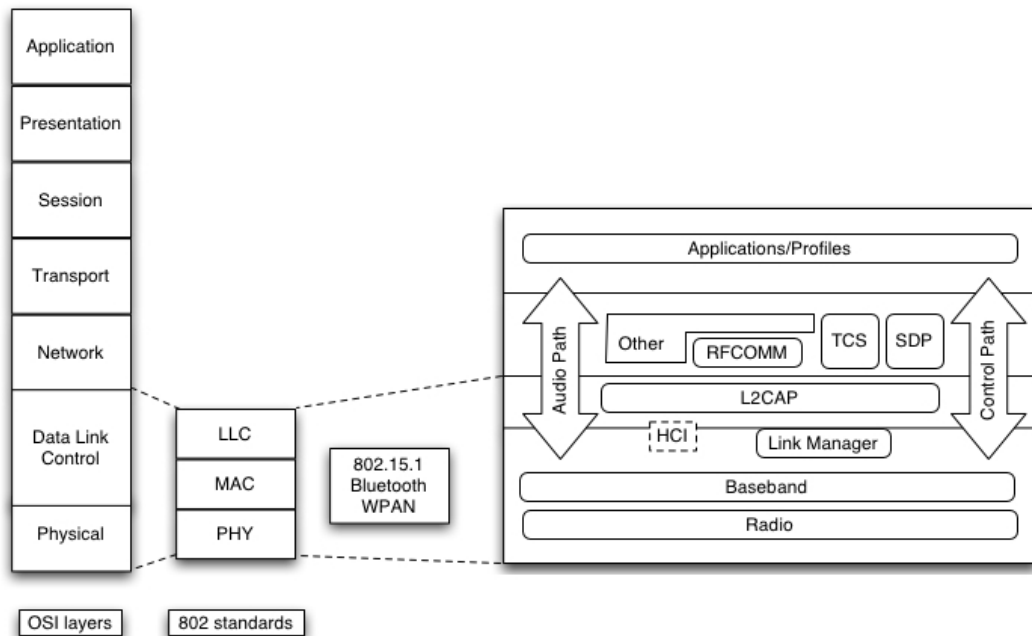 Application
Presentation
Session
Transport
Network
Data Link
Control
Physical
OSI layers
LLC
MAC
PHY
802 standards
802.15.1
Bluetooth
WPAN
Applications/Profiles
Audio Path
Other
RFCOMM
TCS
SDP
Control Path
L2CAP
HCI
Link Manager
Baseband
Radio